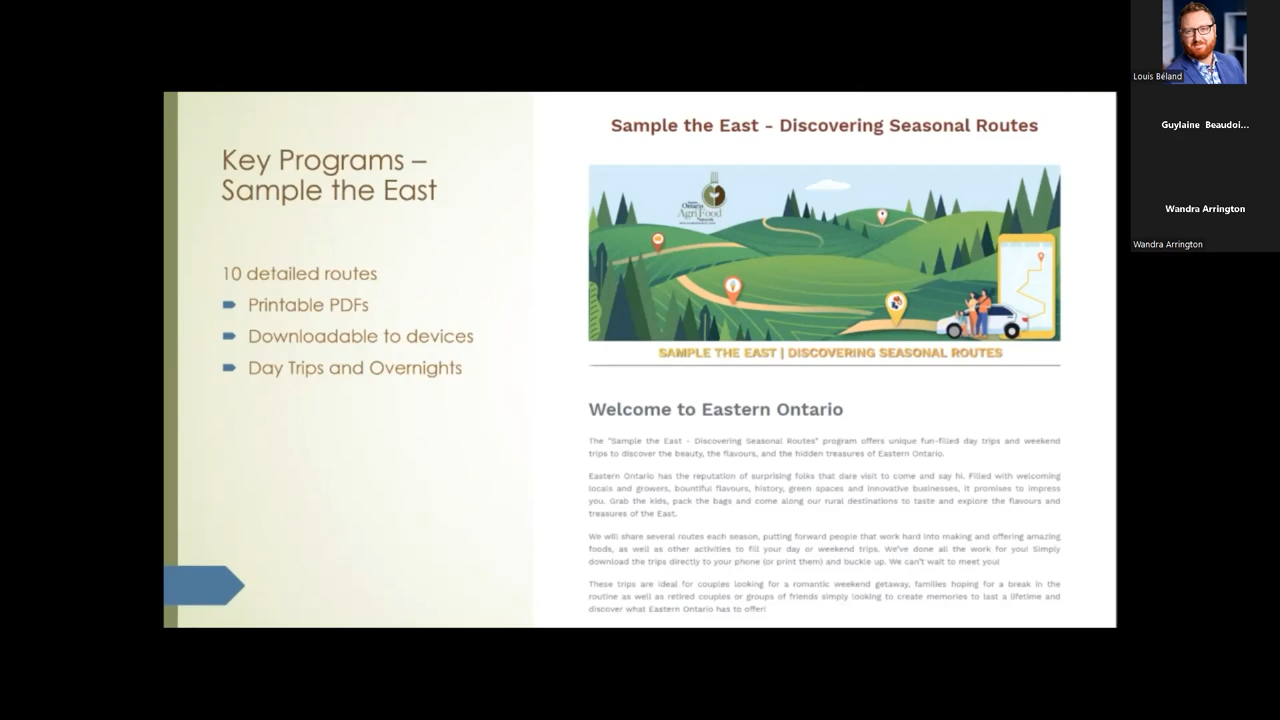 Key Programs –
Sample the East
10 detailed routes
Printable PDFs
Downloadable to devices
Day Trips and Overnights
Sample the East - Discovering Seasonal Routes
Ontario
AgriFood
SAMPLE THE EAST | DISCOVERING SEASONAL ROUTES
Welcome to Eastern Ontario
The "Sample the East - Discovering Seasonal Routes" program offers unique fun-filled day trips and weekend
trips to discover the beauty, the flavours, and the hidden treasures of Eastern Ontario.
Eastern Ontario has the reputation of surprising folks that dare visit to come and say hi. Filled with welcoming
locals and growers, bountiful flavours, history, green spaces and innovative businesses, it promises to impress
you. Grab the kids, pack the bags and come along our rural destinations to taste and explore the flavours and
treasures of the East.
We will share several routes each season, putting forward people that work hard into making and offering amazing
foods, as well as other activities to fill your day or weekend trips. We've done all the work for you! Simply
download the trips directly to your phone (or print them) and buckle up. We can't wait to meet you!
These trips are ideal for couples looking for a romantic weekend getaway, families hoping for a break in the
routine as well as retired couples or groups of friends simply looking to create memories to last a lifetime and
discover what Eastern Ontario has to offer!
Louis Béland
Guylaine Beaudoi...
Wandra Arrington
Wandra Arrington